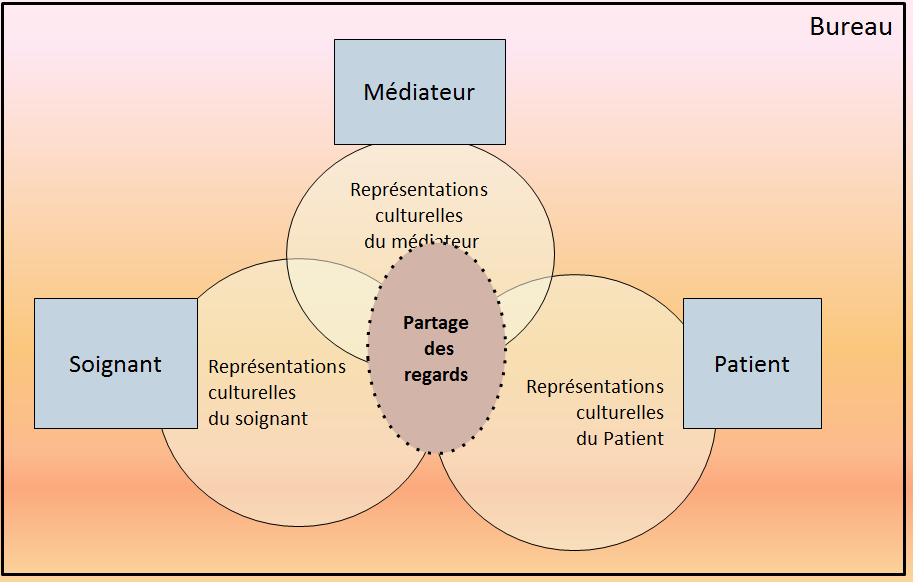 Bureau
Médiateur
Représentations
culturelles
du médiateur
Soignant
Représentations
culturelles
du soignant
Partage
des
regards
Représentations
culturelles
du Patient
Patient